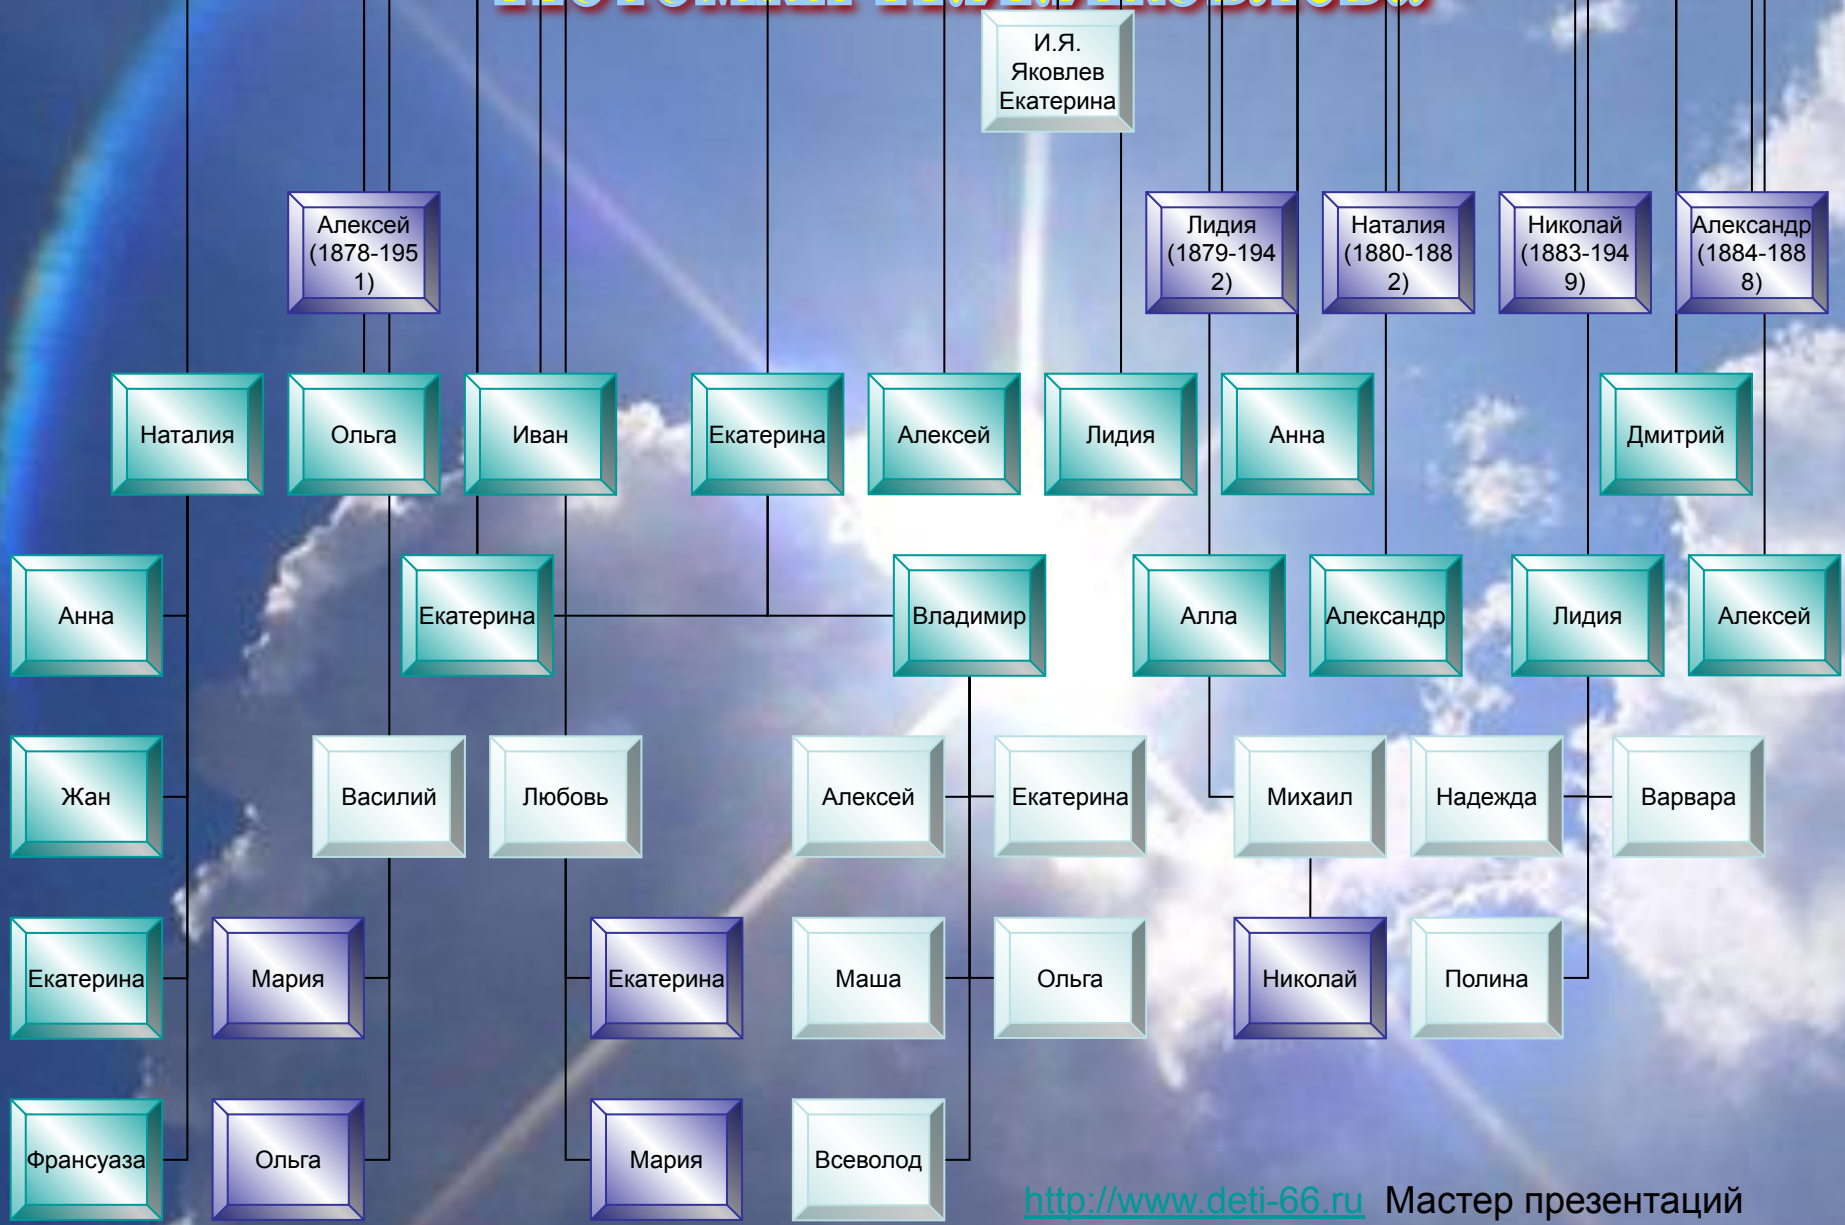 И.Я.
Яковлев
Екатерина
Алексей
(1878-195
1)
Лидия
(1879-194
2)
Наталия
(1880-188
2)
Николай
(1883-194
9)
Александр
(1884-188
8)
Наталия
Ольга
Иван
Екатерина
Алексей
Лидия
Анна
Дмитрий
Анна
Екатерина
Владимир
Алла
Александр
Лидия
Алексей
Жан
Василий
Любовь
Алексей
Екатерина
Михаил
Надежда
Варвара
Екатерина
Мария
Екатерина
Маша
Ольга
Николай
Полина
Франсуаза
Ольга
Мария
Всеволод
http://www.deti-66.ru Мастер презентаций